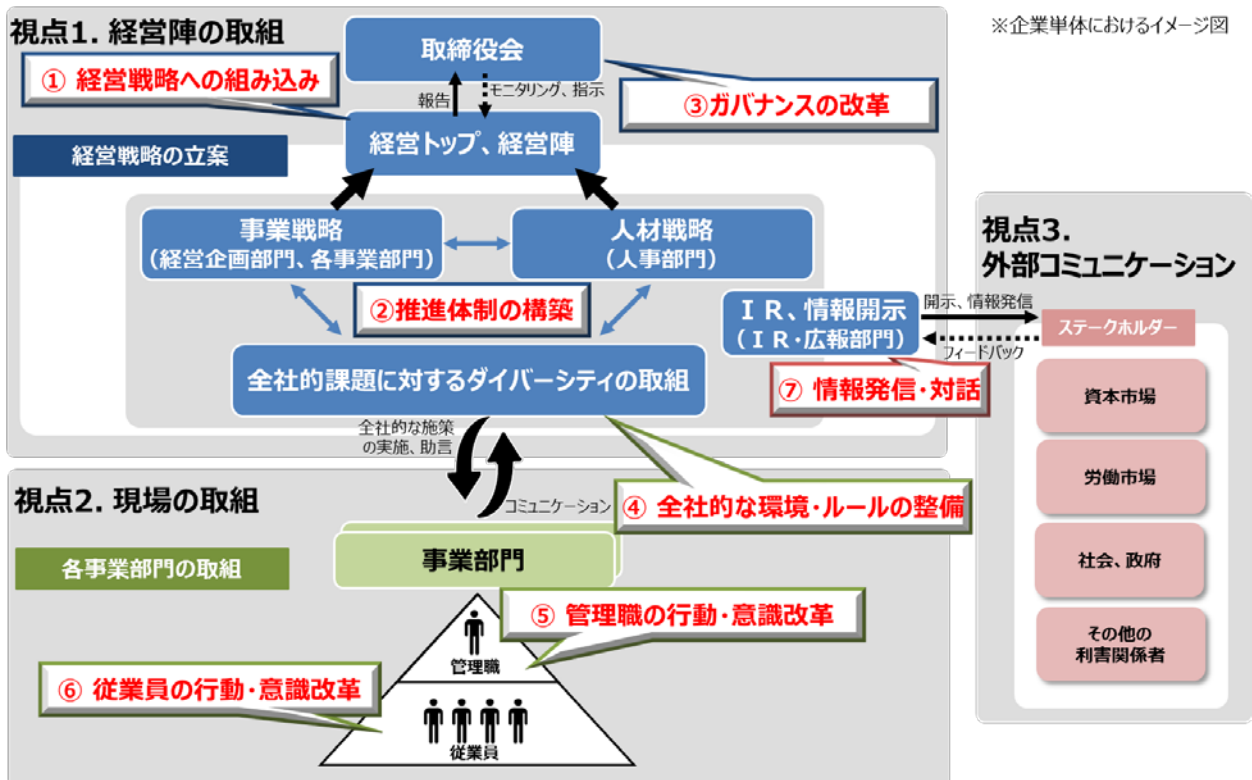 視点1. 経営陣の取組
※企業単体におけるイメージ図
取締役会
① 経営戦略への組み込み
報告
モニタリング、指示
③ガバナンスの改革
経営トップ、経営陣
経営戦略の立案
事業戦略
(経営企画部門、各事業部門)
人材戦略
(人事部門)
②推進体制の構築
全社的課題に対するダイバーシティの取組
ＩＲ、情報開示
(ＩＲ・広報部門)
⑦ 情報発信・対話
開示、情報発信
フィードバック
視点3.
外部コミュニケーション
ステークホルダー
資本市場
労働市場
社会、政府
その他の
利害関係者
全社的な施策
の実施、助言
コミュニケーション
④ 全社的な環境・ルールの整備
視点2. 現場の取組
各事業部門の取組
事業部門
⑤ 管理職の行動・意識改革
管理職
⑥ 従業員の行動・意識改革
従業員